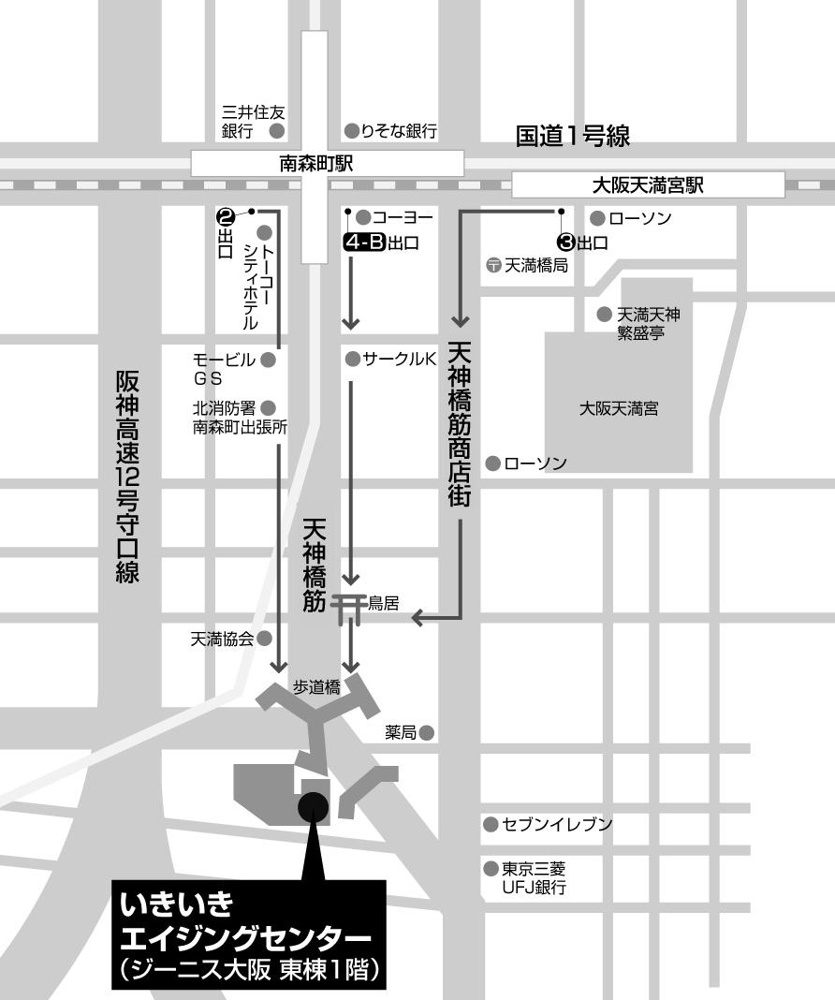 三井住友
銀行
りそな銀行
国道1号線
南森町駅
大阪天満宮駅
2
出口
コーヨー
4-B 出口
3 出口
ローソン
トーコー
シティホテル
〒 天満橋局
天満天神
繁盛亭
モービル
GS
サークルK
天神橋筋商店街
阪神高速12号守口線
北消防署
南森町出張所
大阪天満宮
ローソン
天神橋筋
鳥居
天満協会
歩道橋
薬局
セブンイレブン
東京三菱
UFJ銀行
いきいき
エイジングセンター
(ジーニス大阪 東棟1階)